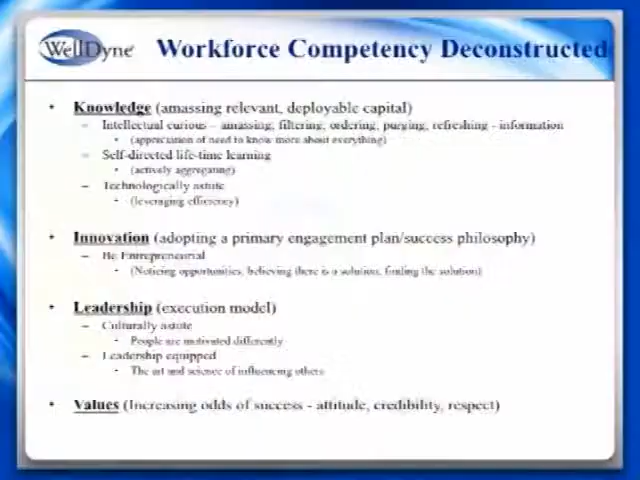 WellDyne
Workforce Competency Deconstructed
• Knowledge (amassing relevant, deployable capital)
– Intellectual curious – amassing, filtering, ordering, purging, refreshing - information
• (appreciation of need to know more about everything)
– Self-directed life-time learning
• (actively aggregating)
– Technologically astute
• (leveraging efficiency)
• Innovation (adopting a primary engagement plan/success philosophy)
– Be Entrepreneurial
• (Noticing opportunities, believing there is a solution, finding the solution)
• Leadership (execution model)
– Culturally astute
• People are motivated differently
– Leadership equipped
• The art and science of influencing others
• Values (Increasing odds of success - attitude, credibility, respect)